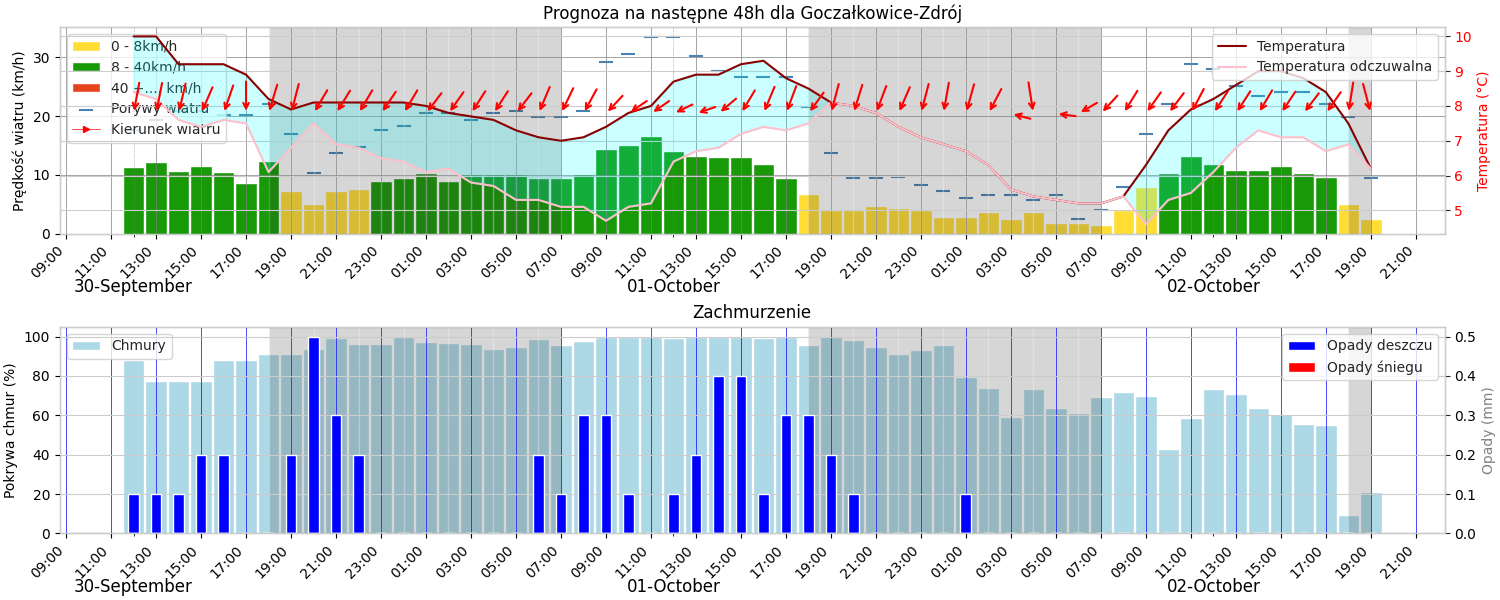 Prognoza na następne 48h dla Goczałkowice-Zdrój
Prędkość wiatru (km/h)
30
20
10
0
0 - 8km/h
8 - 40km/h
40 +... km/h
Porywy wiatru
Kierunek wiatru
Temperatura
Temperatura odczuwalna
10
9
8
7
6
5
Temperatura (°C)
09:00 11:00 13:00 15:00 17:00 19:00 21:00 23:00 01:00 03:00 05:00 07:00 09:00 11:00 13:00 15:00 17:00 19:00 21:00 23:00 01:00 03:00 05:00 07:00 09:00 11:00 13:00 15:00 17:00 19:00 21:00
30-September 01-October 02-October
Zachmurzenie
Pokrywa chmur (%)
100
80
60
40
20
0
Chmury
Opady deszczu
Opady śniegu
0.5
0.4
0.3
0.2
0.1
0.0
Opady (mm)
09:00 11:00 13:00 15:00 17:00 19:00 21:00 23:00 01:00 03:00 05:00 07:00 09:00 11:00 13:00 15:00 17:00 19:00 21:00 23:00 01:00 03:00 05:00 07:00 09:00 11:00 13:00 15:00 17:00 19:00 21:00
30-September 01-October 02-October